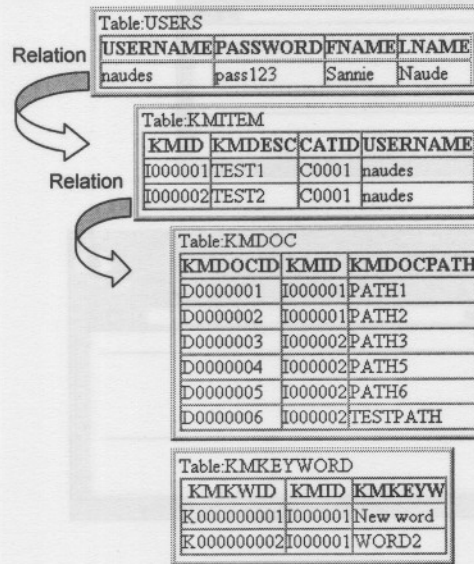 Table:USERS
USERNAME PASSWORD FNAME LNAME
naudes pass123 Sannie Naude
Relation
Table:KMITEM
KMID KMDESC CATID USERNAME
I000001 TEST1 C0001 naudes
I000002 TEST2 C0001 naudes
Relation
Table:KMDOC
KMDOCID KMID KMDOCPATH
D0000001 I000001 PATH1
D0000002 I000001 PATH2
D0000003 I000002 PATH3
D0000004 I000002 PATH5
D0000005 I000002 PATH6
D0000006 I000002 TESTPATH
Table:KMKEYWORD
KMKWID KMID KMKEYW
K000000001 I000001 New word
K000000002 I000001 WORD2